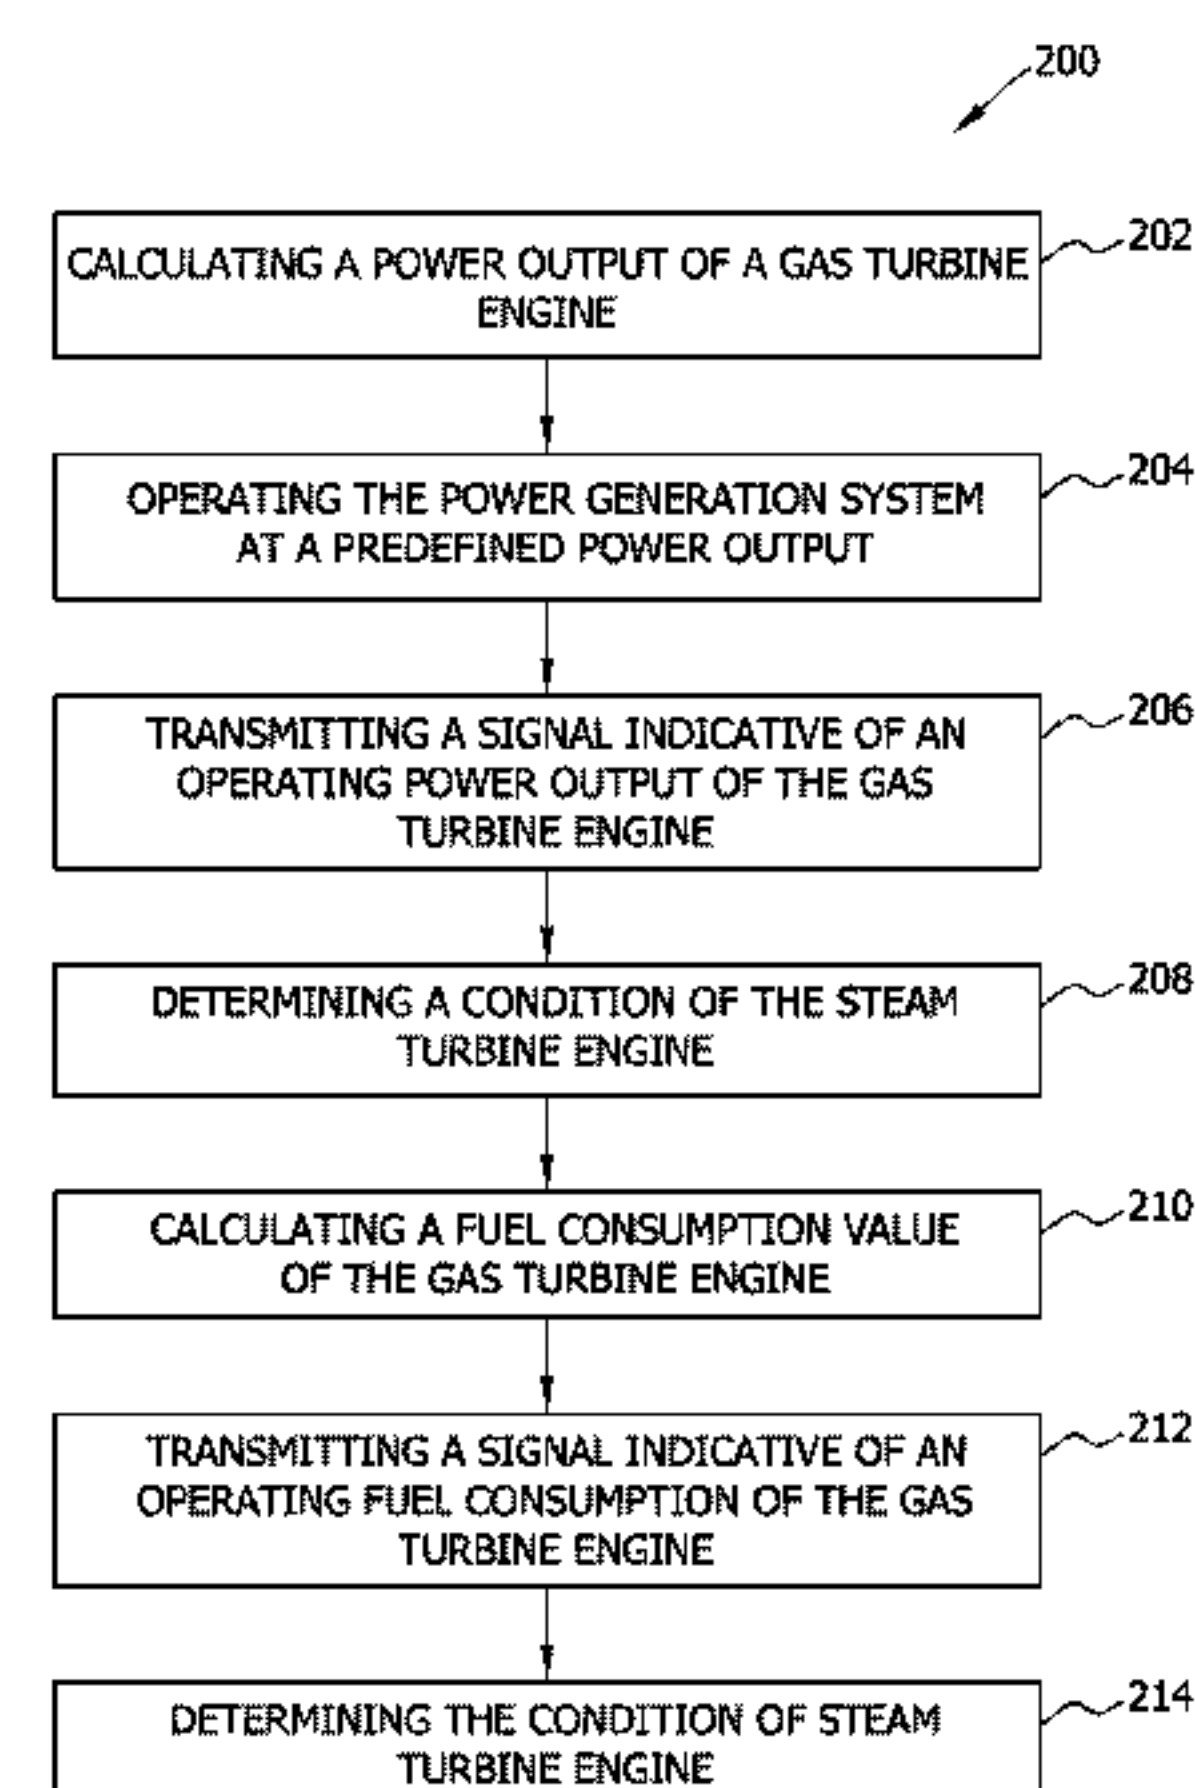 200
CALCULATING A POWER OUTPUT OF A GAS TURBINE
ENGINE
202
OPERATING THE POWER GENERATION SYSTEM
AT A PREDEFINED POWER OUTPUT
204
TRANSMITTING A SIGNAL INDICATIVE OF AN
OPERATING POWER OUTPUT OF THE GAS
TURBINE ENGINE
206
DETERMINING A CONDITION OF THE STEAM
TURBINE ENGINE
208
CALCULATING A FUEL CONSUMPTION VALUE
OF THE GAS TURBINE ENGINE
210
TRANSMITTING A SIGNAL INDICATIVE OF AN
OPERATING FUEL CONSUMPTION OF THE GAS
TURBINE ENGINE
212
DETERMINING THE CONDITION OF STEAM
TURBINE ENGINE
214